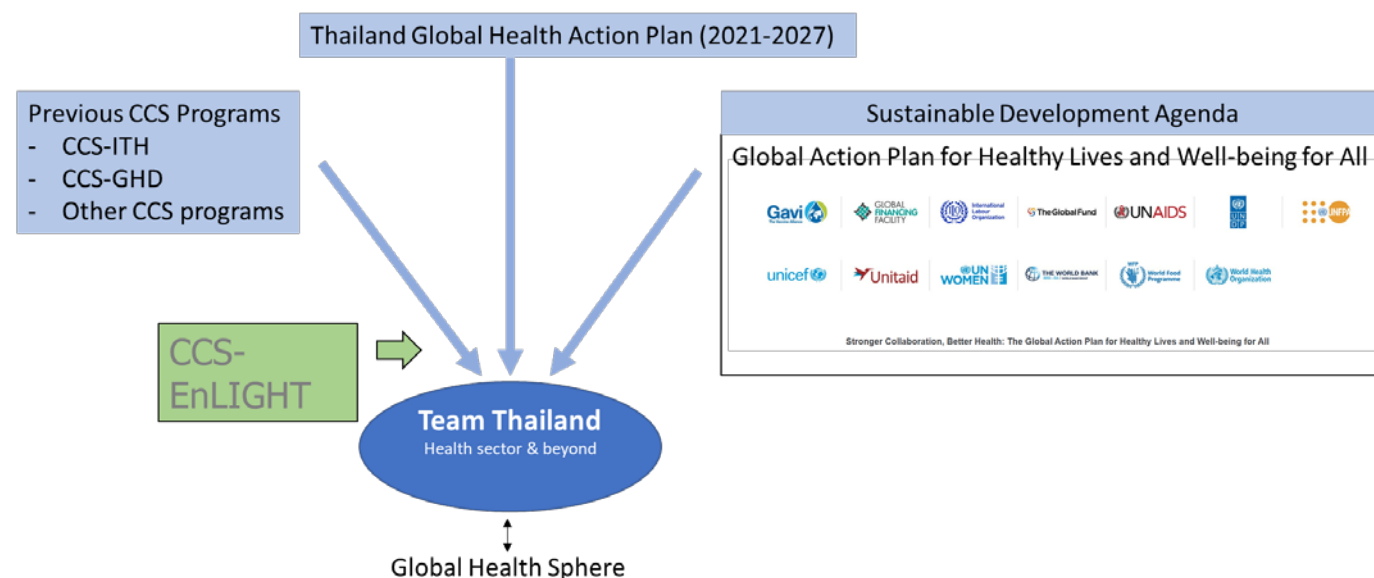 Thailand Global Health Action Plan (2021-2027)
Previous CCS Programs
- CCS-ITH
- CCS-GHD
- Other CCS programs
Sustainable Development Agenda
Global Action Plan for Healthy Lives and Well-being for All
Gavi
The Vaccine Alliance
GLOBAL
FINANCING
FACILITY
International
Labour
Organization
The Global Fund
UNAIDS
U N
D P
UNFPA
unicef
Unitaid
UN
WOMEN
THE WORLD BANK
WFP
World Food
Programme
World Health
Organization
Stronger Collaboration, Better Health: The Global Action Plan for Healthy Lives and Well-being for All
CCS-
EnLIGHT
Team Thailand
Health sector & beyond
Global Health Sphere